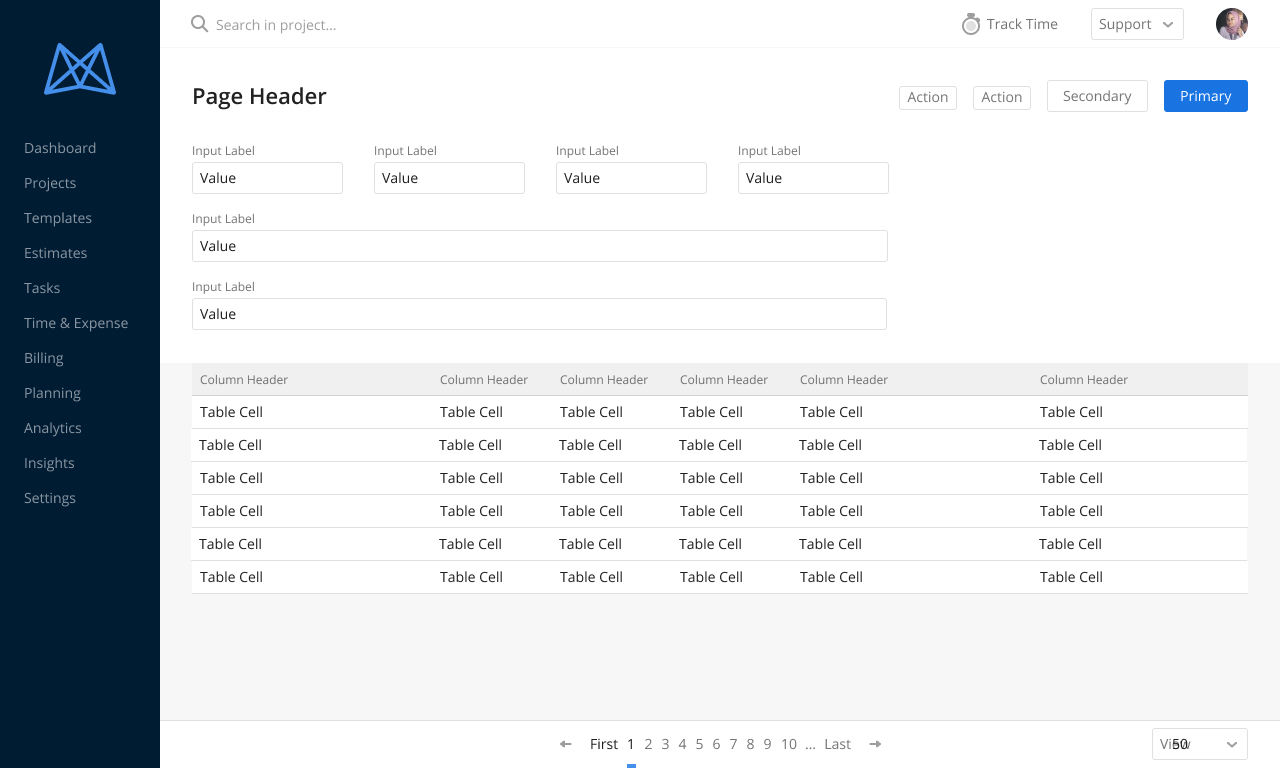 Search in project...
Track Time
Support
Page Header
Action
Action
Secondary
Primary
Dashboard
Projects
Templates
Estimates
Tasks
Time & Expense
Billing
Planning
Analytics
Insights
Settings
Input Label Input Label Input Label Input Label
Value Value Value Value
Input Label
Value
Input Label
Value
Column Header Column Header Column Header Column Header Column Header Column Header
Table Cell Table Cell Table Cell Table Cell Table Cell Table Cell
Table Cell Table Cell Table Cell Table Cell Table Cell Table Cell
Table Cell Table Cell Table Cell Table Cell Table Cell Table Cell
Table Cell Table Cell Table Cell Table Cell Table Cell Table Cell
Table Cell Table Cell Table Cell Table Cell Table Cell Table Cell
Table Cell Table Cell Table Cell Table Cell Table Cell Table Cell
First 1 2 3 4 5 6 7 8 9 10 ... Last
View 50